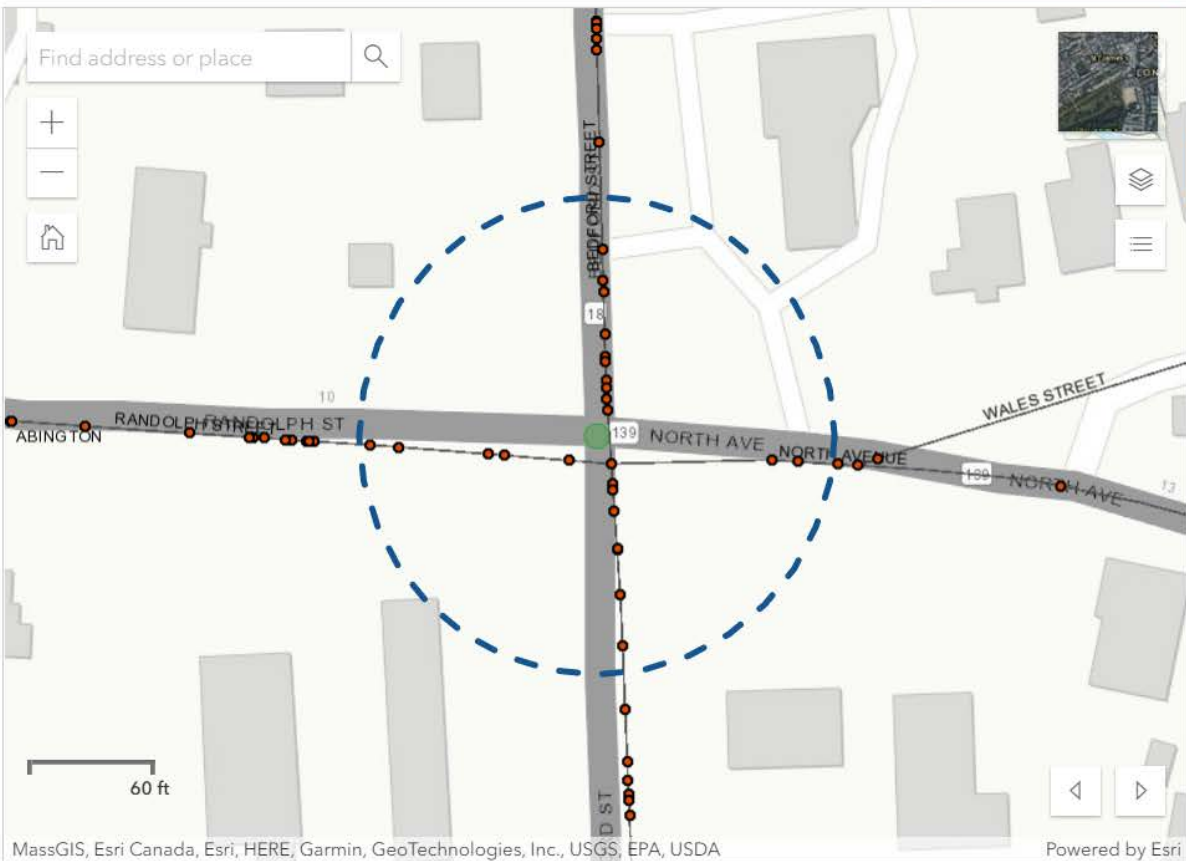 Find address or place
BEDFORD STREET
18
10
RANDOLPH STREET
RANDOLPH ST
ABINGTON
139
NORTH AVE
NORTH AVENUE
WALES STREET
139
NORTH AVE
13
60 ft
D ST
MassGIS, Esri Canada, Esri, HERE, Garmin, GeoTechnologies, Inc., USGS, EPA, USDA
Powered by Esri